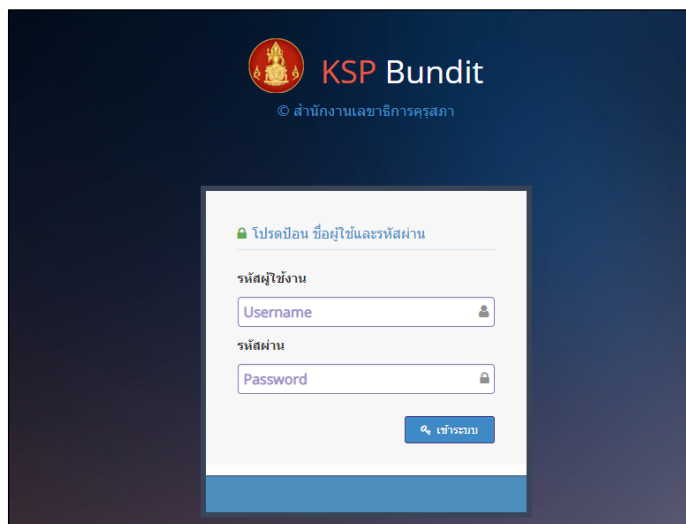 KSP Bundit
© สำนักงานเลขาธิการคุรุสภา
โปรดป้อน ชื่อผู้ใช้และรหัสผ่าน
รหัสผู้ใช้งาน
Username
รหัสผ่าน
Password
เข้าระบบ